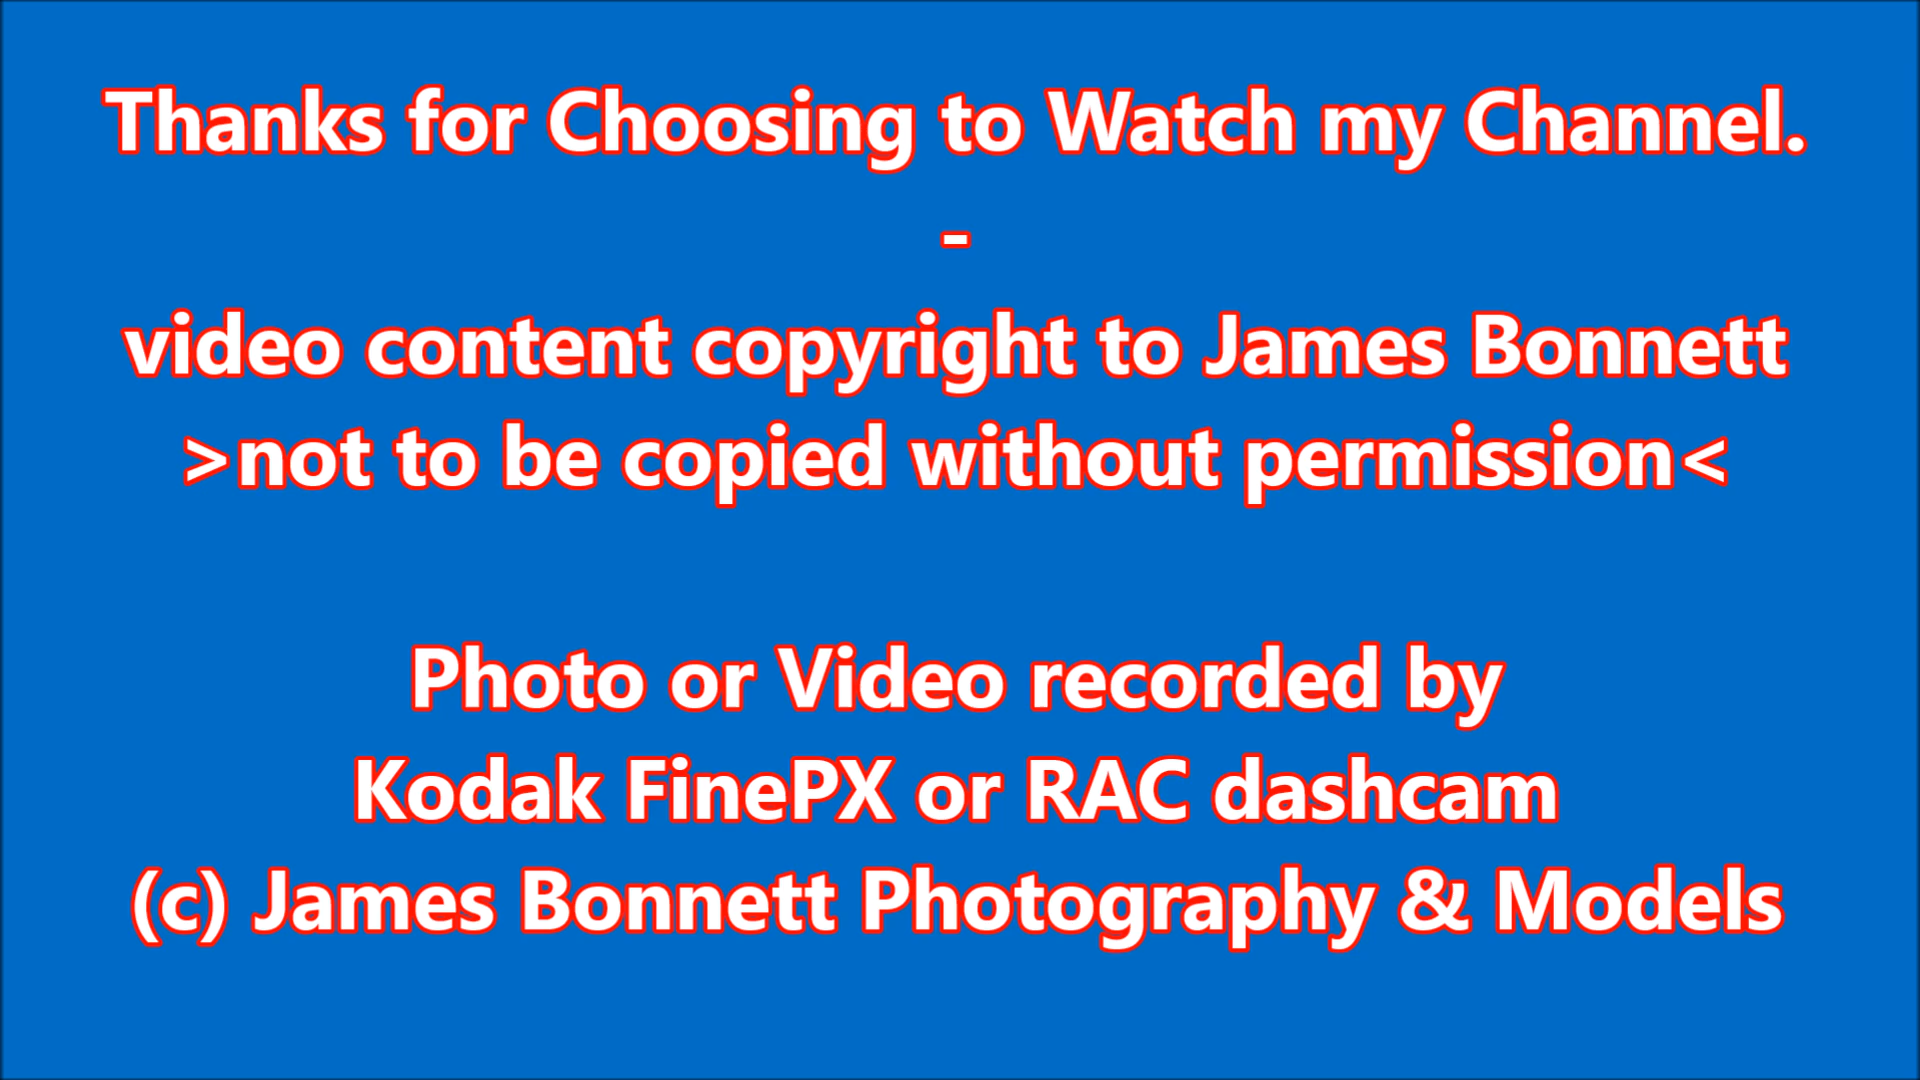 Thanks for Choosing to Watch my Channel.
-
video content copyright to James Bonnett
>not to be copied without permission<
Photo or Video recorded by
Kodak FinePX or RAC dashcam
(c) James Bonnett Photography & Models